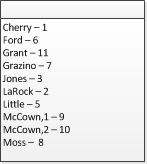 Cherry – 1
Ford – 6
Grant – 11
Grazino – 7
Jones – 3
LaRock – 2
Little – 5
McCown,1 – 9
McCown,2 – 10
Moss – 8